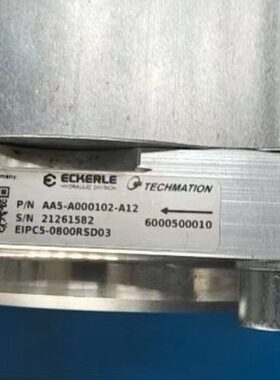 ECKERLE TECHMATION
HYDRAULIC DIVISION
P/N AA5-A000102-A12
S/N 21261582 6000500010
EIPC5-0800RSD03